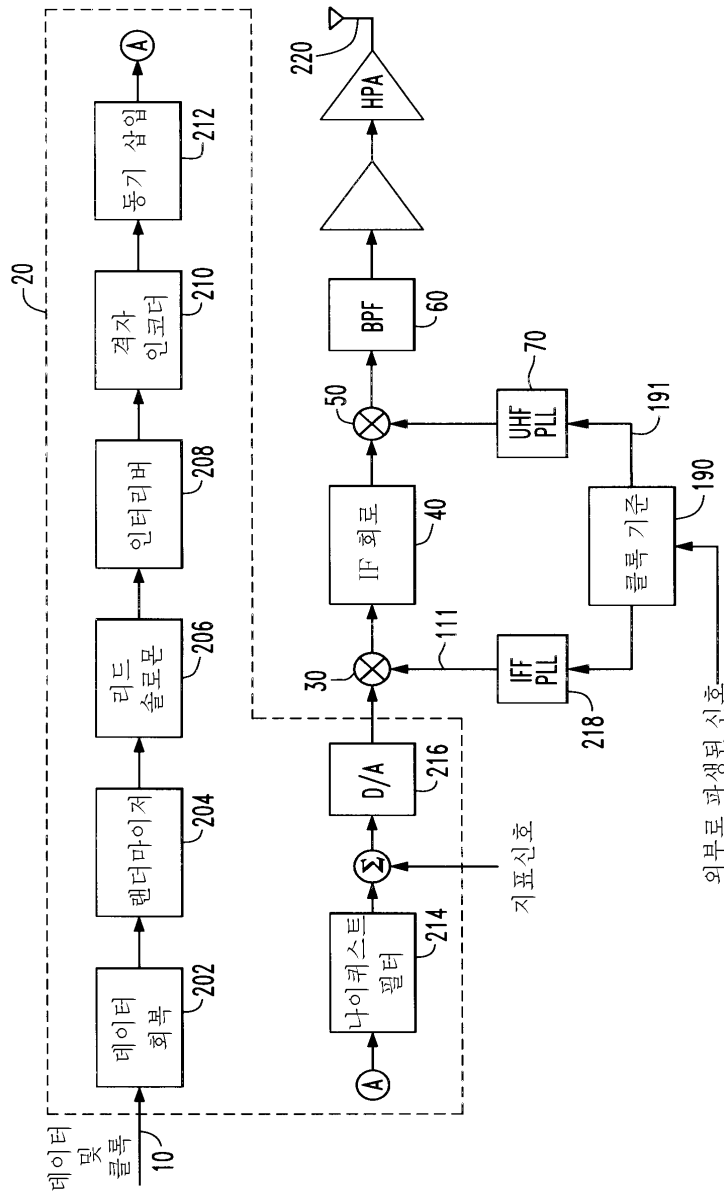 데이터
및
클록
10
20
데이터
회복
202
랜더마이저
204
리드
솔로몬
206
인터리버
208
격자
인코더
210
동기 삽입
212
A
A
나이퀴스트
필터
214
Σ
지표신호
D/A
216
30
111
IFF
PLL
218
IF 회로
40
50
UHF
PLL
70
191
클록 기준
190
외부로 파생된 신호
BPF
60
HPA
220